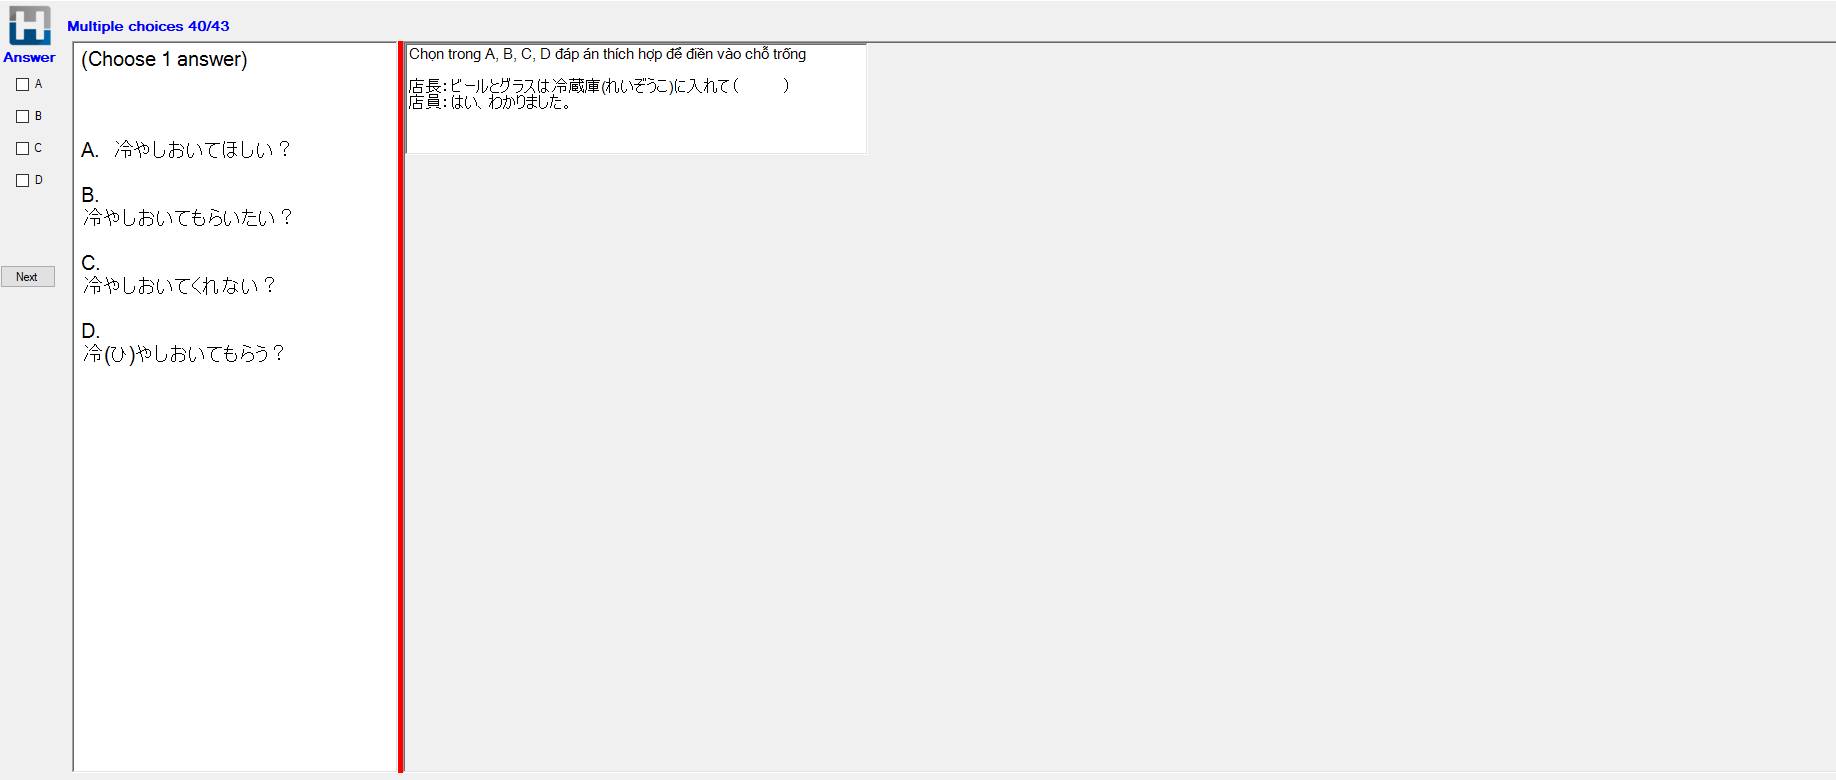 Multiple choices 40/43
Answer
A
B
C
D
Next
(Choose 1 answer)
A. 冷やしおいてほしい？
B.
冷やしおいてもらいたい？
C.
冷やしおいてくれない？
D.
冷(ひ)やしおいてもらう？
Chọn trong A, B, C, D đáp án thích hợp để điền vào chỗ trống
店長：ビールとグラスは冷蔵庫(れいぞうこ)に入れて（　　　）
店員：はい、わかりました。